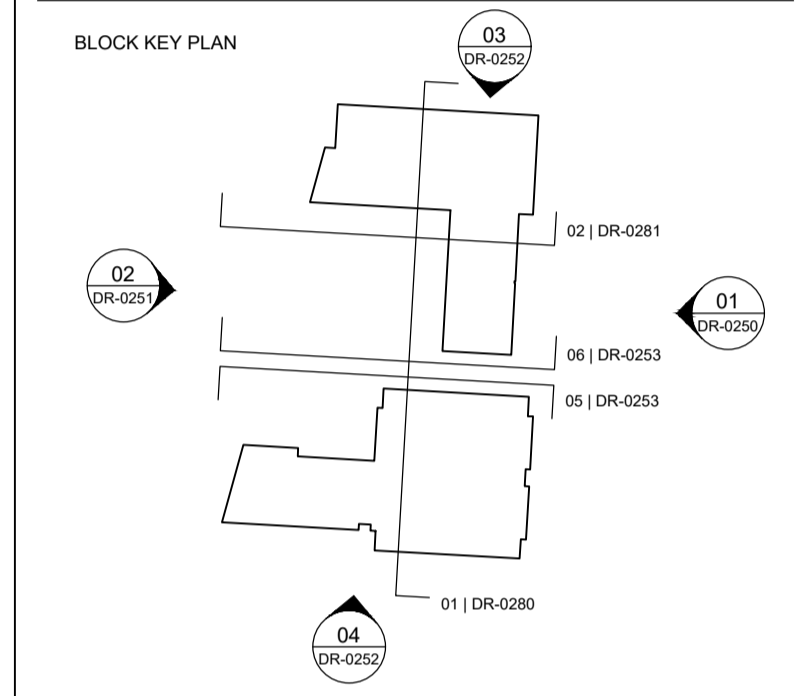 BLOCK KEY PLAN
03
DR-0252
02 | DR-0281
02
DR-0251
01
DR-0250
06 | DR-0253
05 | DR-0253
01 | DR-0280
04
DR-0252